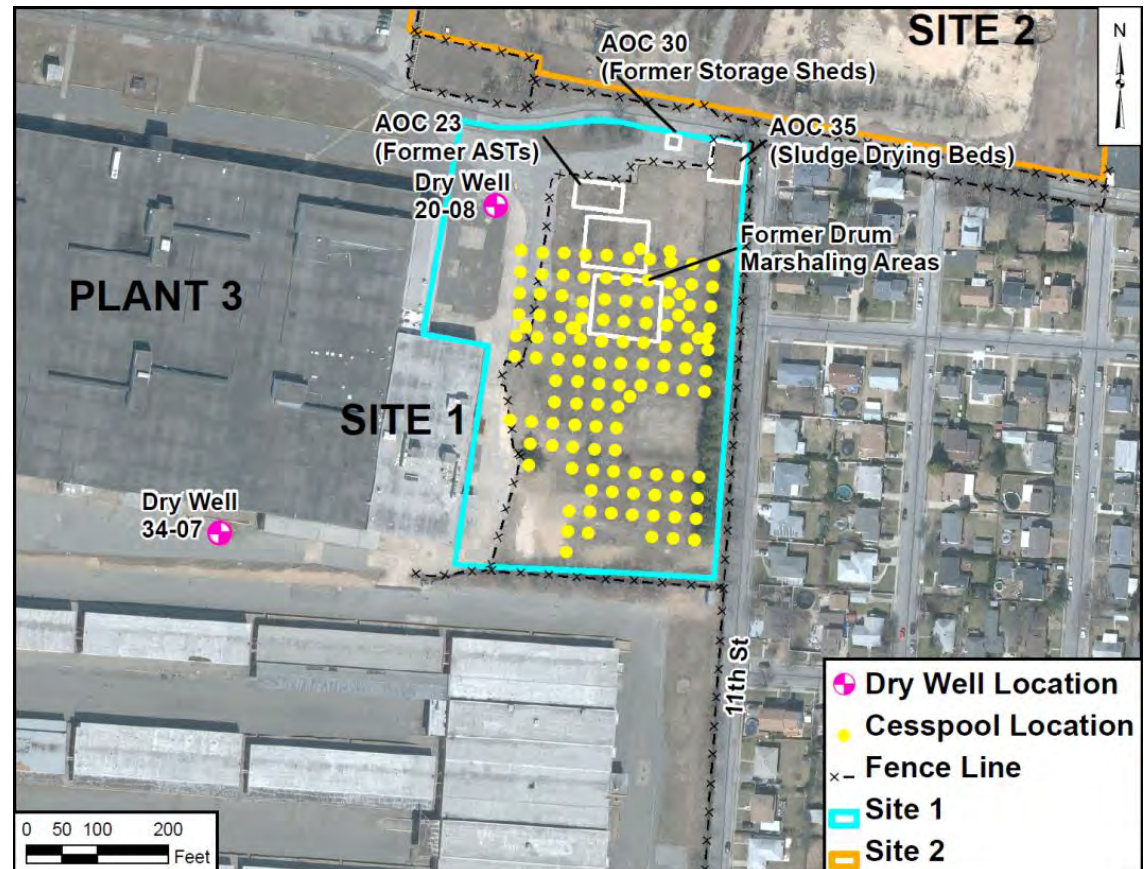 SITE 2
N
AOC 30
(Former Storage Sheds)
AOC 23
(Former ASTs)
AOC 35
(Sludge Drying Beds)
Dry Well
20-08
Former Drum
Marshaling Areas
PLANT 3
SITE 1
Dry Well
34-07
11th St
Dry Well Location
Cesspool Location
Fence Line
Site 1
Site 2
0 50 100 200
Feet